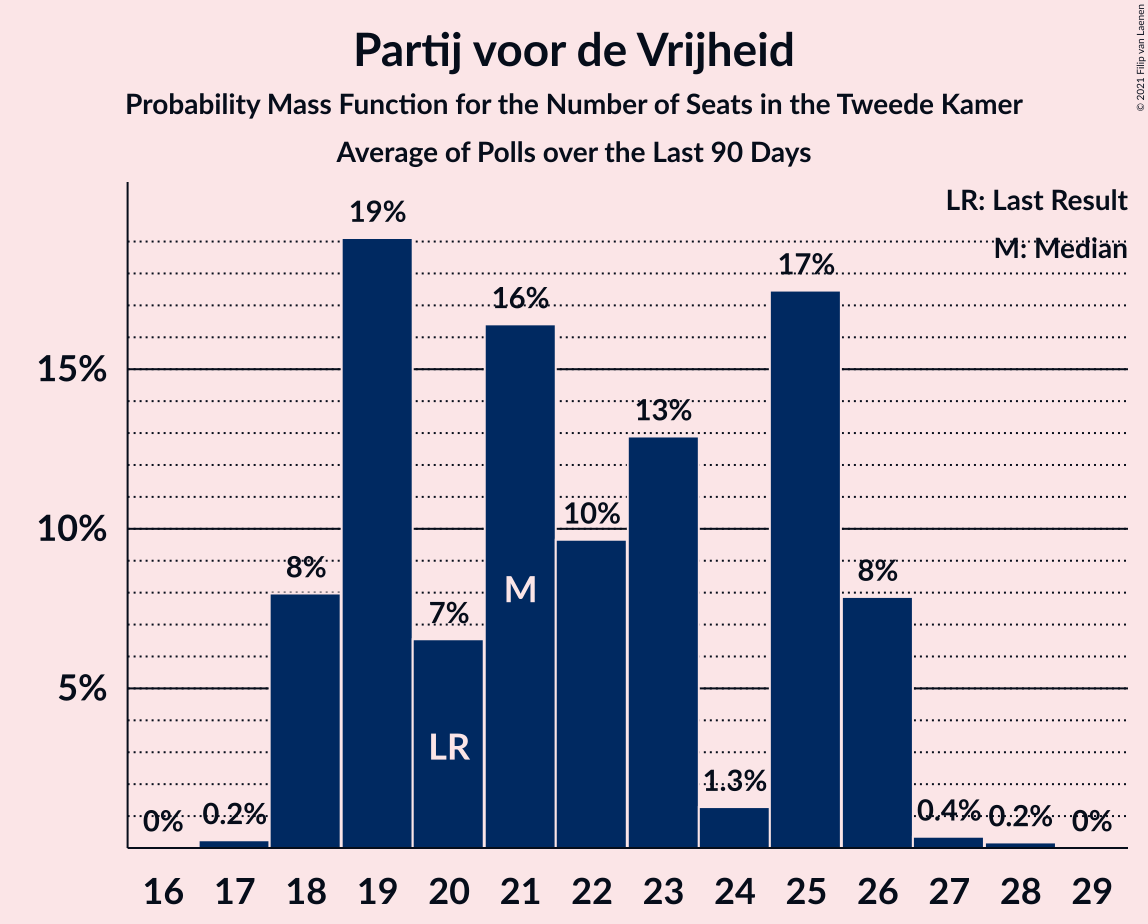 © 2021 Filip van Laenen
Partij voor de Vrijheid
Probability Mass Function for the Number of Seats in the Tweede Kamer
Average of Polls over the Last 90 Days
LR: Last Result
M: Median
19%
17%
16%
15%
13%
10%
10%
8%
8%
M
7%
5%
LR
1.3%
0% 0.2% 0.4% 0.2% 0%
16 17 18 19 20 21 22 23 24 25 26 27 28 29